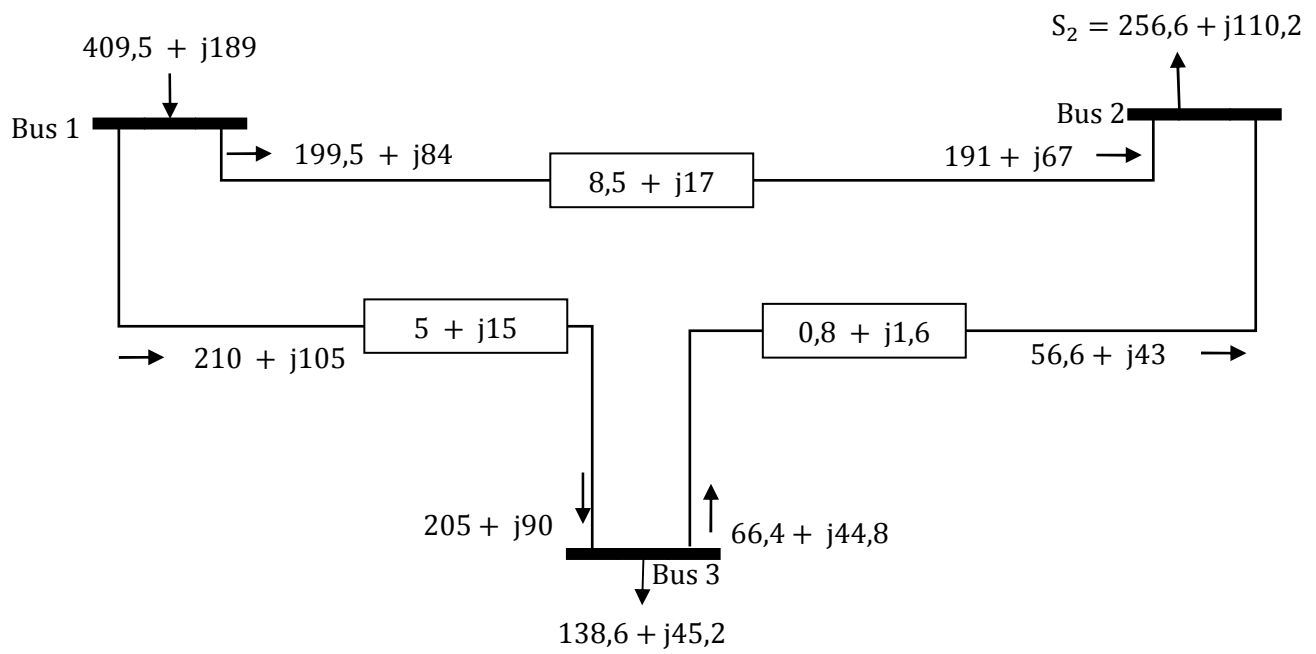 S₂ = 256,6 + j110,2
409,5 + j189
Bus 1
Bus 2
199,5 + j84
8,5 + j17
191 + j67
5 + j15
0,8 + j1,6
210 + j105
56,6 + j43
205 + j90
66,4 + j44,8
Bus 3
138,6 + j45,2